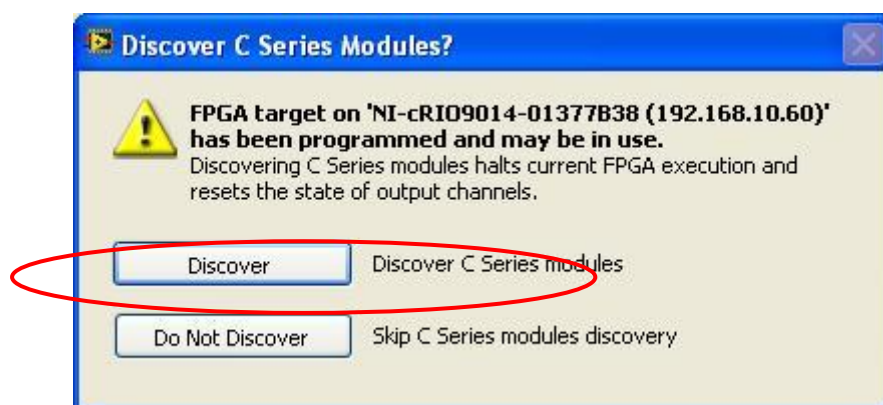 Discover C Series Modules?
FPGA target on 'NI-cRIO9014-01377B38 (192.168.10.60)'
has been programmed and may be in use.
Discovering C Series modules halts current FPGA execution and
resets the state of output channels.
Discover Discover C Series modules
Do Not Discover Skip C Series modules discovery